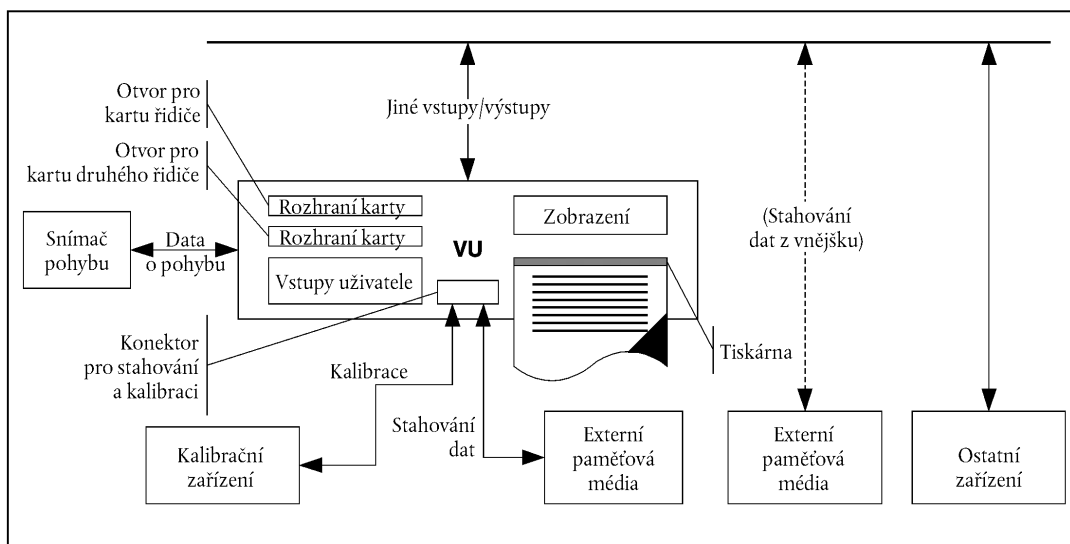 Otvor pro
kartu řidiče
Otvor pro
kartu druhého řidiče
Jiné vstupy/výstupy
Rozhraní karty
Rozhraní karty
Vstupy uživatele
VU
Zobrazení
Snímač
pohybu
Data
o pohybu
(Stahování
dat z vnějšku)
Konektor
pro stahování
a kalibraci
Kalibrace
Tiskárna
Stahování
dat
Kalibrační
zařízení
Externí
paměťová
média
Externí
paměťová
média
Ostatní
zařízení